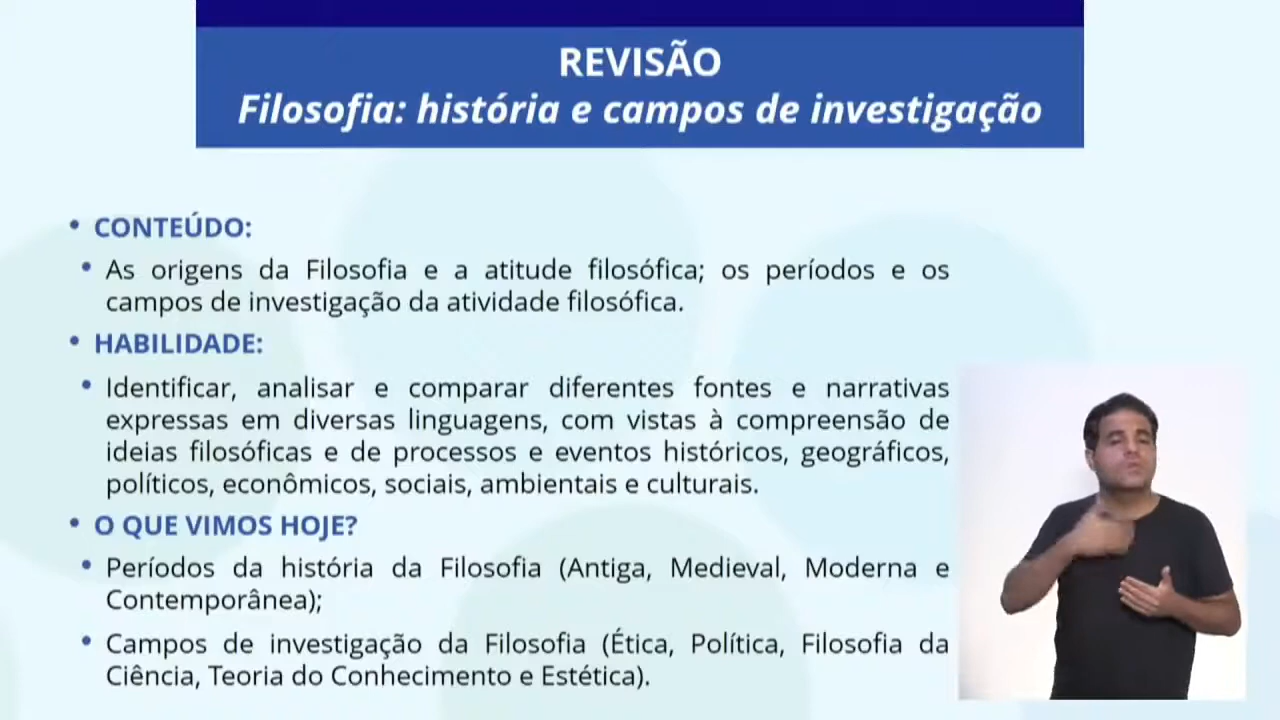 REVISÃO
Filosofia: história e campos de investigação
• CONTEÚDO:
• As origens da Filosofia e a atitude filosófica; os períodos e os
campos de investigação da atividade filosófica.
• HABILIDADE:
• Identificar, analisar e comparar diferentes fontes e narrativas
expressas em diversas linguagens, com vistas à compreensão de
ideias filosóficas e de processos e eventos históricos, geográficos,
políticos, econômicos, sociais, ambientais e culturais.
• O QUE VIMOS HOJE?
• Períodos da história da Filosofia (Antiga, Medieval, Moderna e
Contemporânea);
• Campos de investigação da Filosofia (Ética, Política, Filosofia da
Ciência, Teoria do Conhecimento e Estética).